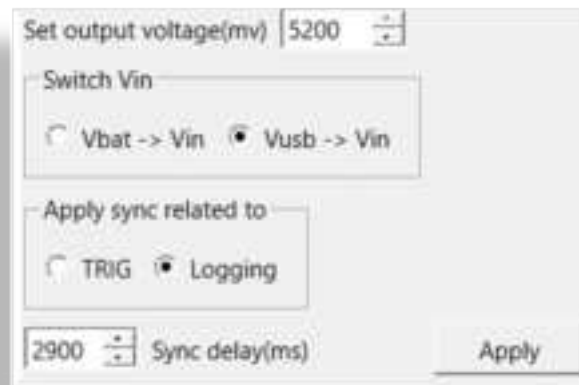 Set output voltage(mv) 5200
Switch Vin
Vbat -> Vin Vusb -> Vin
Apply sync related to
TRIG Logging
2900 Sync delay(ms) Apply